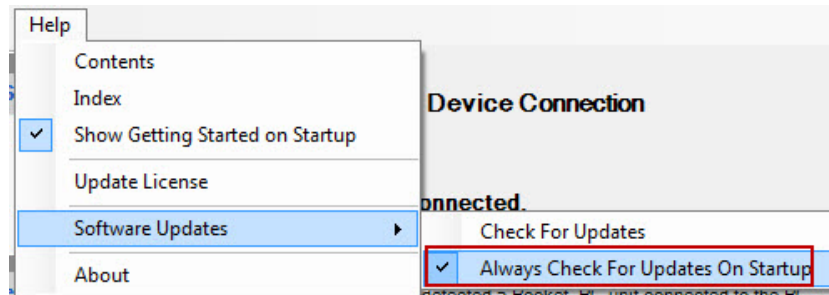 Help
Contents
Index
Device Connection
Show Getting Started on Startup
Update License
onnected.
Software Updates
Check For Updates
Always Check For Updates On Startup
About